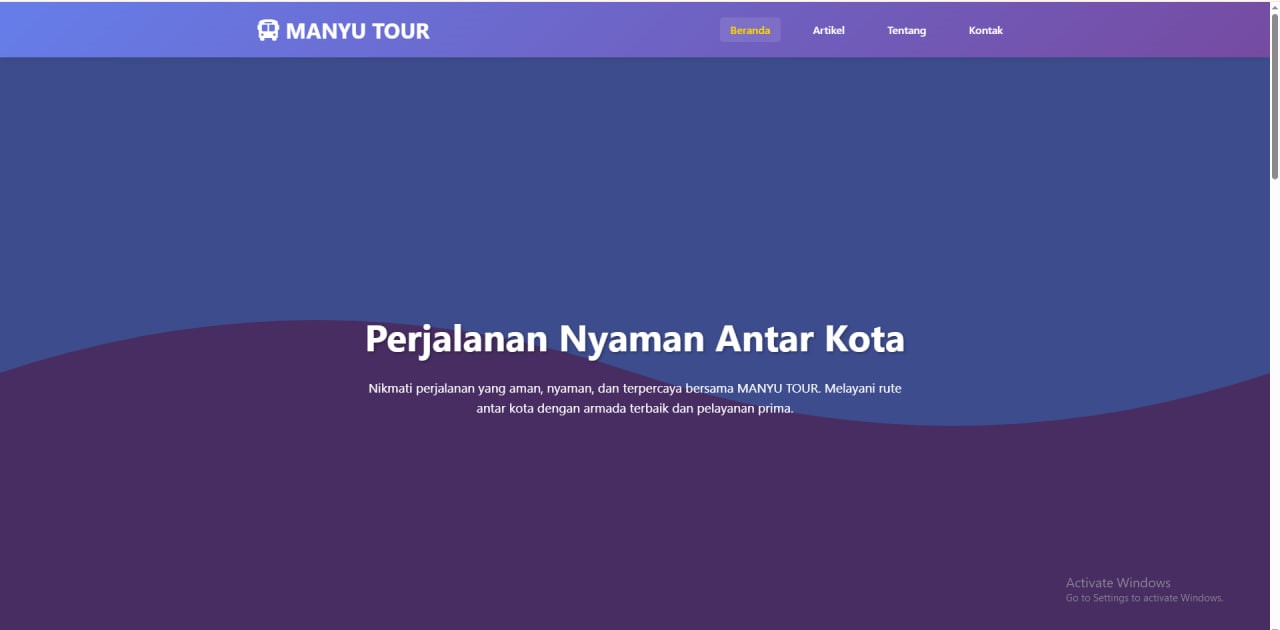 MANYU TOUR
Beranda
Artikel
Tentang
Kontak
Perjalanan Nyaman Antar Kota
Nikmati perjalanan yang aman, nyaman, dan terpercaya bersama MANYU TOUR. Melayani rute
antar kota dengan armada terbaik dan pelayanan prima.
Activate Windows
Go to Settings to activate Windows.